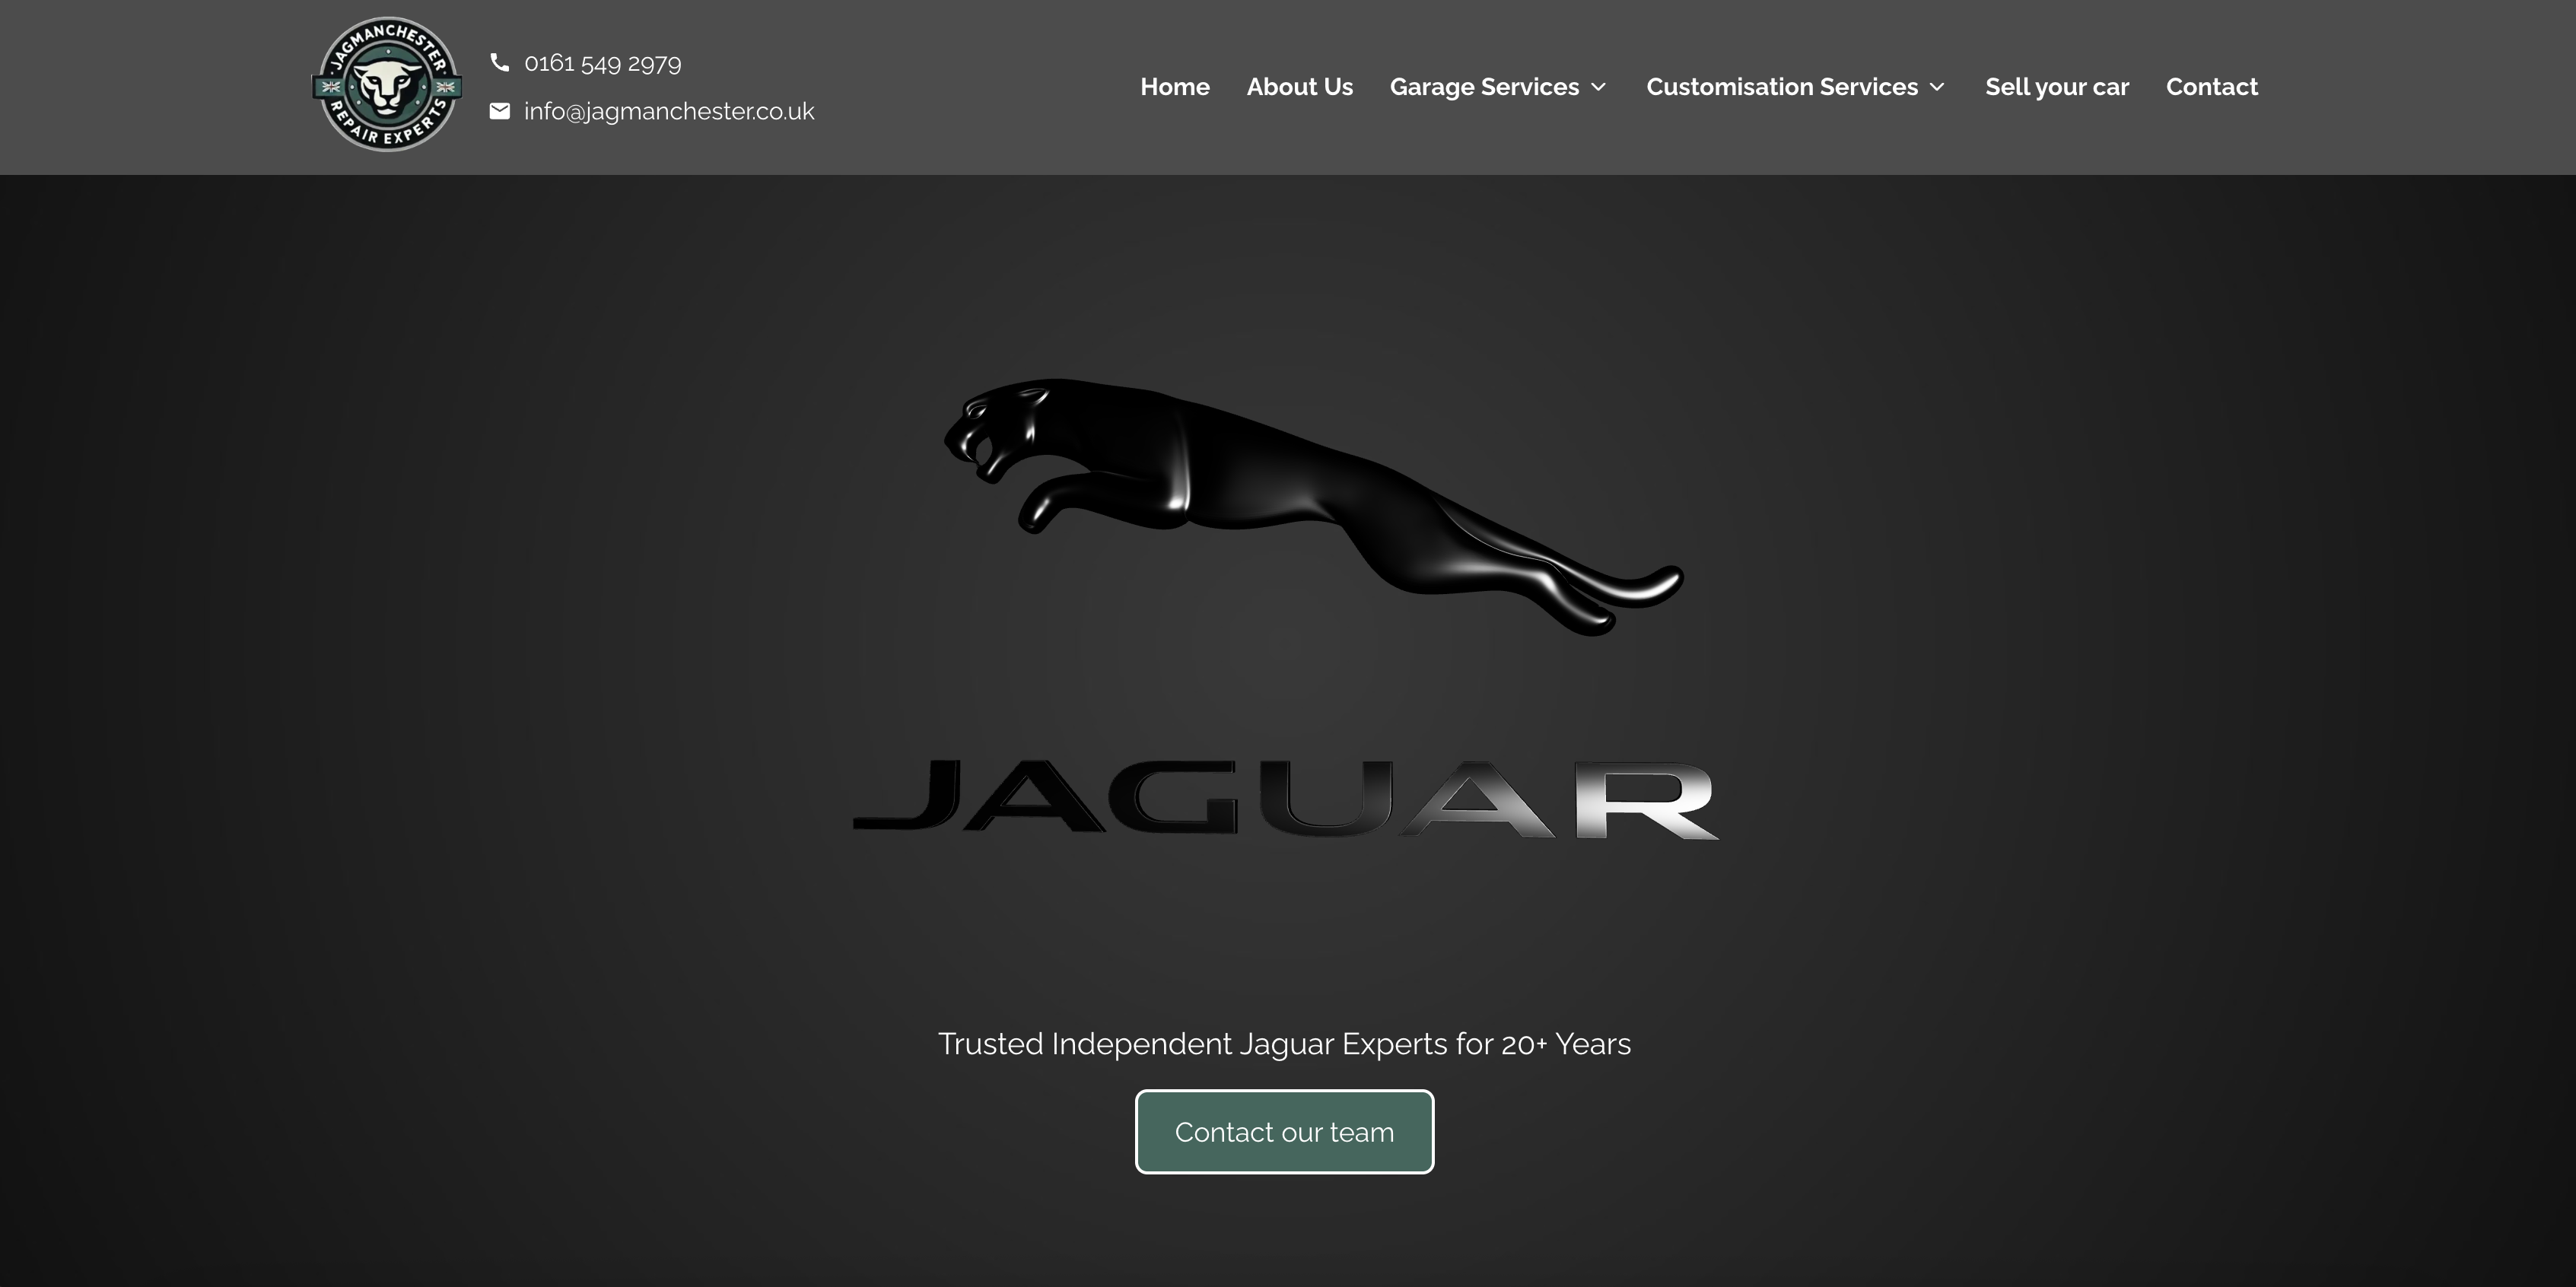 JAGMANCHESTER
REPAIR EXPERTS
0161 549 2979
info@jagmanchester.co.uk
Home About Us Garage Services Customisation Services Sell your car Contact
JAGUAR
Trusted Independent Jaguar Experts for 20+ Years
Contact our team